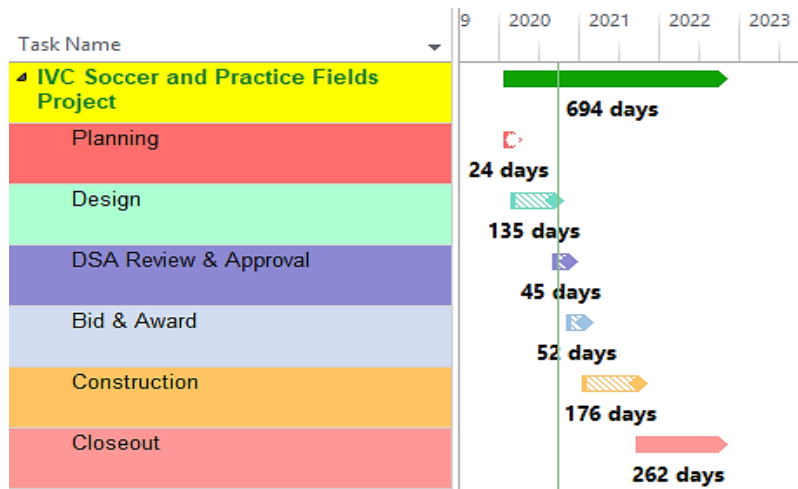 9 2020 2021 2022 2023
Task Name
IVC Soccer and Practice Fields
Project
694 days
Planning
24 days
Design
135 days
DSA Review & Approval
45 days
Bid & Award
52 days
Construction
176 days
Closeout
262 days